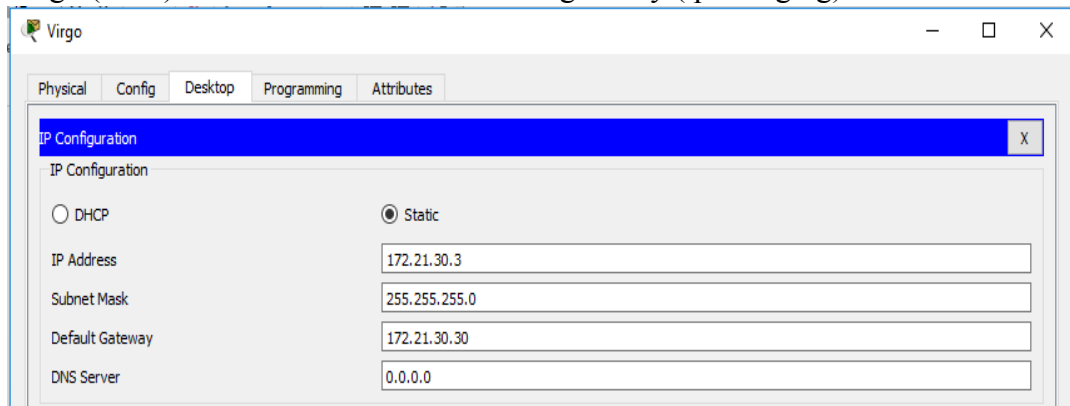 Virgo
Physical Config Desktop Programming Attributes
IP Configuration X
IP Configuration
DHCP Static
IP Address 172.21.30.3
Subnet Mask 255.255.255.0
Default Gateway 172.21.30.30
DNS Server 0.0.0.0